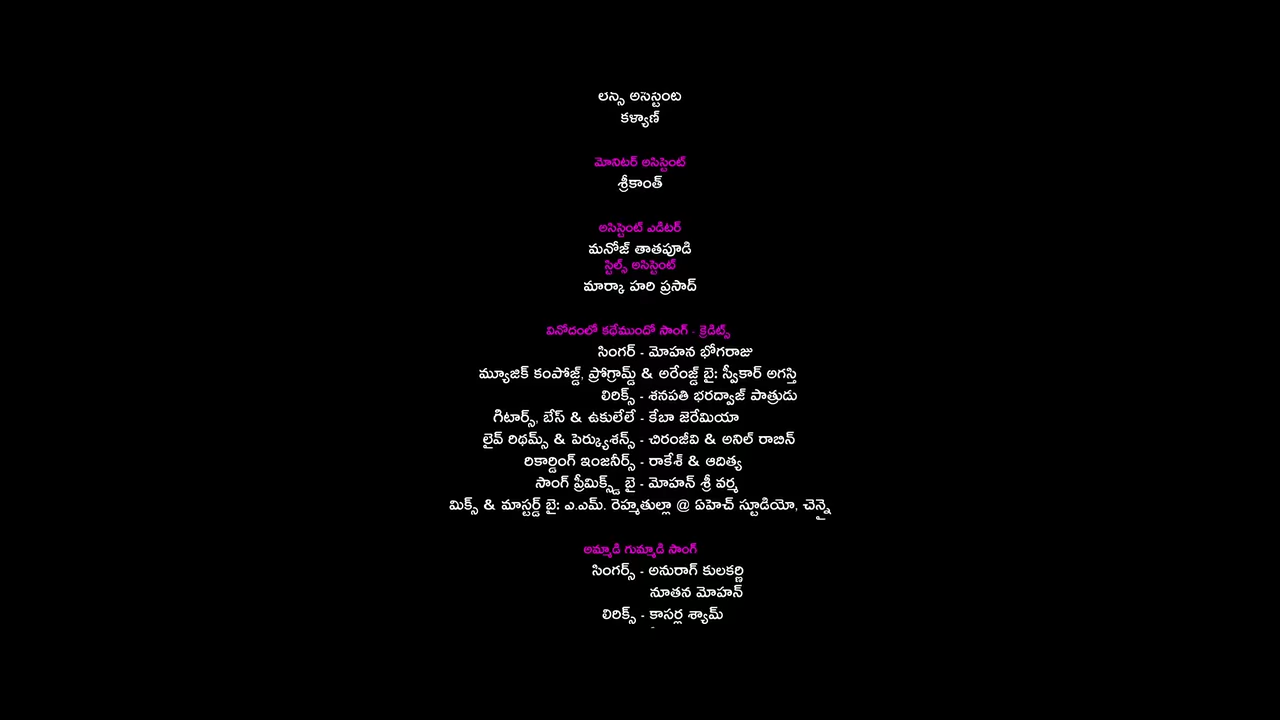 లెన్స్ అసిస్టెంట్
కళ్యాణ్
మోనిటర్ అసిస్టెంట్
శ్రీకాంత్
అసిస్టెంట్ ఎడిటర్
మనోజ్ తాతపూడి
స్టిల్స్ అసిస్టెంట్
మార్కా హరి ప్రసాద్
వినోదంలో కథేముందో సాంగ్ - క్రెడిట్స్
సింగర్ - మోహన భోగరాజు
మ్యూజిక్ కంపోజ్డ్, ప్రోగ్రామ్డ్ & అరేంజ్డ్ బై: స్వీకార్ అగస్తి
లిరిక్స్ - శనపతి భరద్వాజ్ పాత్రుడు
గిటార్స్, బేస్ & ఉకులేలే - కేబా జెరేమియా
లైవ్ రిథమ్స్ & పెర్క్యుశన్స్ - చిరంజీవి & అనిల్ రాబిన్
రికార్డింగ్ ఇంజనీర్స్ - రాకేశ్ & ఆదిత్య
సాంగ్ ప్రీమిక్స్డ్ బై - మోహన్ శ్రీ వర్మ
మిక్స్ & మాస్టర్డ్ బై: ఎ.ఎమ్. రెహ్మతుల్లా @ ఏహెచ్ స్టూడియో, చెన్నై
అమ్మాడి గుమ్మాడి సాంగ్
సింగర్స్ - అనురాగ్ కులకర్ణి
నూతన మోహన్
లిరిక్స్ - కాసర్ల శ్యామ్